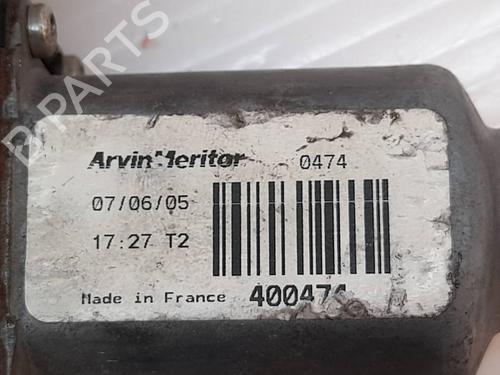 B-PARTS
ArvinMeritor 0474
07/06/05
17:27 T2
Made in France 400474